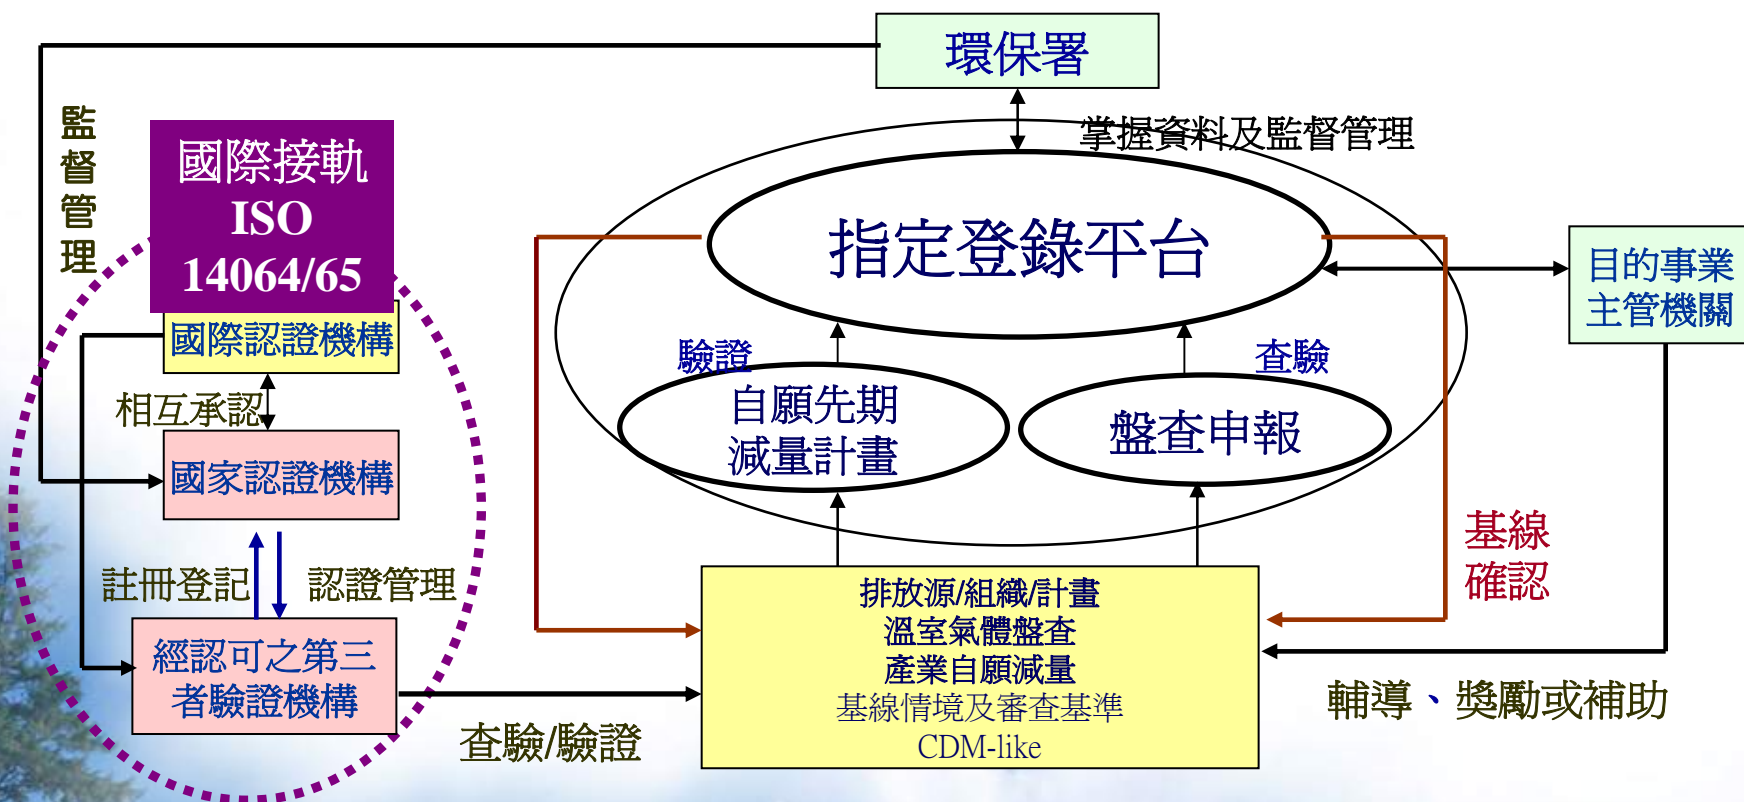 環保署
掌握資料及監督管理
監
督
管
理
國際接軌
ISO
14064/65
指定登錄平台
目的事業
主管機關
國際認證機構
驗證
查驗
相互承認
自願先期
減量計畫
盤查申報
國家認證機構
基線
確認
註冊登記
認證管理
排放源/組織/計畫
溫室氣體盤查
產業自願減量
基線情境及審查基準
CDM-like
經認可之第三
者驗證機構
查驗/驗證
輔導、獎勵或補助